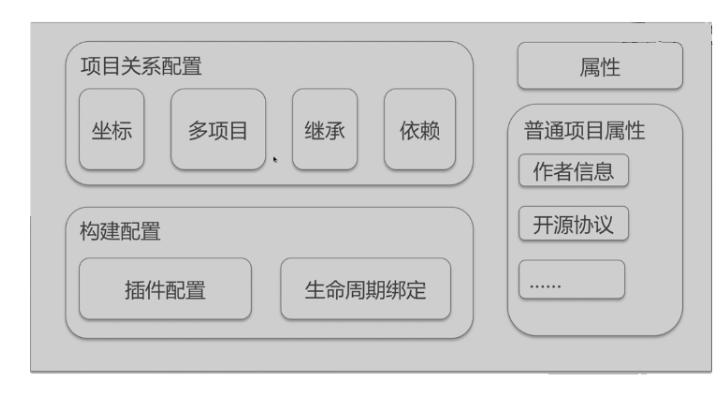 项目关系配置
坐标
多项目
继承
依赖
构建配置
插件配置
生命周期绑定
属性
普通项目属性
作者信息
开源协议
......